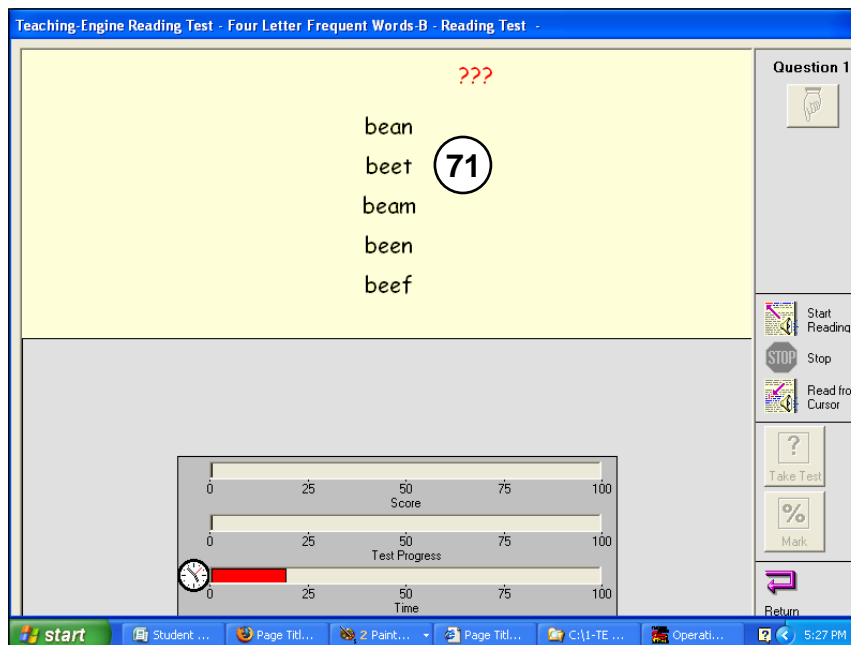 Teaching-Engine Reading Test - Four Letter Frequent Words-B - Reading Test -
???
Question 1
bean
beet
71
beam
been
beef
Start
Reading
STOP
Stop
Read fro
Cursor
?
Take Test
%
Mark
Return
0 25 50 75 100
Score
0 25 50 75 100
Test Progress
0 25 50 75 100
Time
start
Student ...
Page Titl...
2 Paint...
Page Titl...
C:\1-TE ...
Operati...
?
5:27 PM